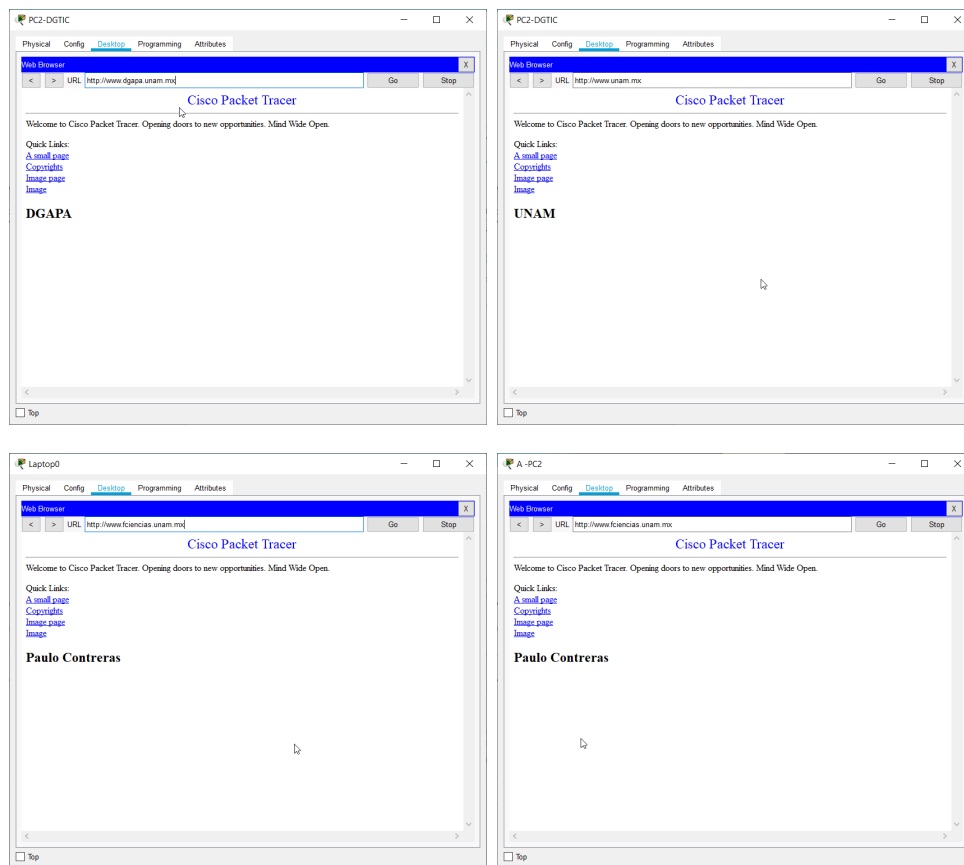 PC2-DGTIC
Physical Config Desktop Programming Attributes
Web Browser X
< > URL http://www.dgapa.unam.mx Go Stop
Cisco Packet Tracer
Welcome to Cisco Packet Tracer. Opening doors to new opportunities. Mind Wide Open.
Quick Links:
A small page
Copyrights
Image page
Image
DGAPA
Top
PC2-DGTIC
Physical Config Desktop Programming Attributes
Web Browser X
< > URL http://www.unam.mx Go Stop
Cisco Packet Tracer
Welcome to Cisco Packet Tracer. Opening doors to new opportunities. Mind Wide Open.
Quick Links:
A small page
Copyrights
Image page
Image
UNAM
Top
Laptop0
Physical Config Desktop Programming Attributes
Web Browser X
< > URL http://www.fciencias.unam.mx Go Stop
Cisco Packet Tracer
Welcome to Cisco Packet Tracer. Opening doors to new opportunities. Mind Wide Open.
Quick Links:
A small page
Copyrights
Image page
Image
Paulo Contreras
Top
A -PC2
Physical Config Desktop Programming Attributes
Web Browser X
< > URL http://www.fciencias.unam.mx Go Stop
Cisco Packet Tracer
Welcome to Cisco Packet Tracer. Opening doors to new opportunities. Mind Wide Open.
Quick Links:
A small page
Copyrights
Image page
Image
Paulo Contreras
Top